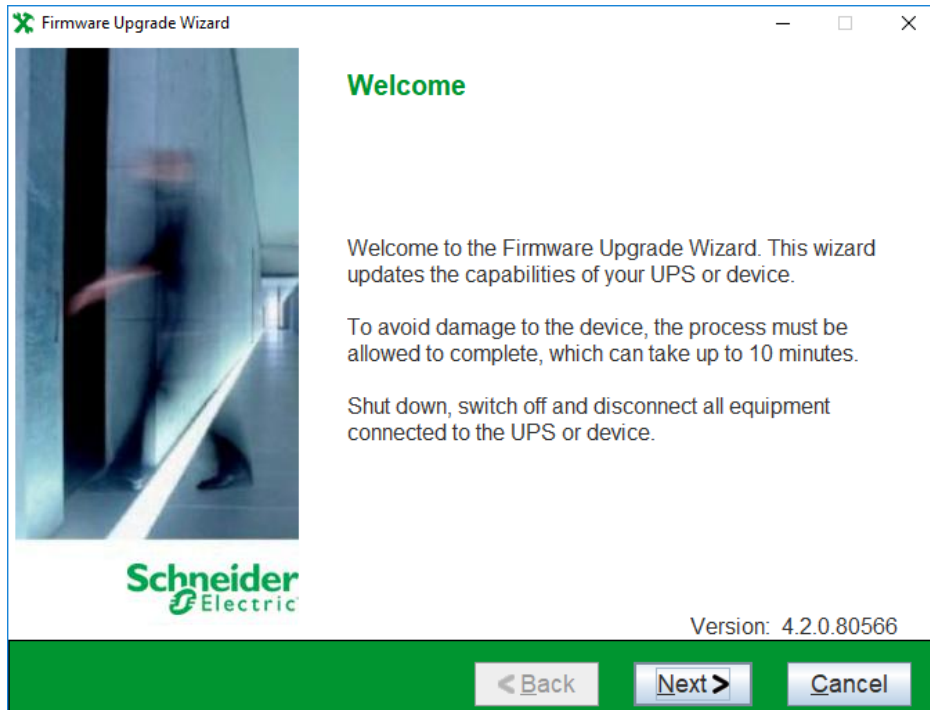 Firmware Upgrade Wizard
Welcome
Welcome to the Firmware Upgrade Wizard. This wizard
updates the capabilities of your UPS or device.
To avoid damage to the device, the process must be
allowed to complete, which can take up to 10 minutes.
Shut down, switch off and disconnect all equipment
connected to the UPS or device.
Schneider
Electric
Version: 4.2.0.80566
< Back Next > Cancel